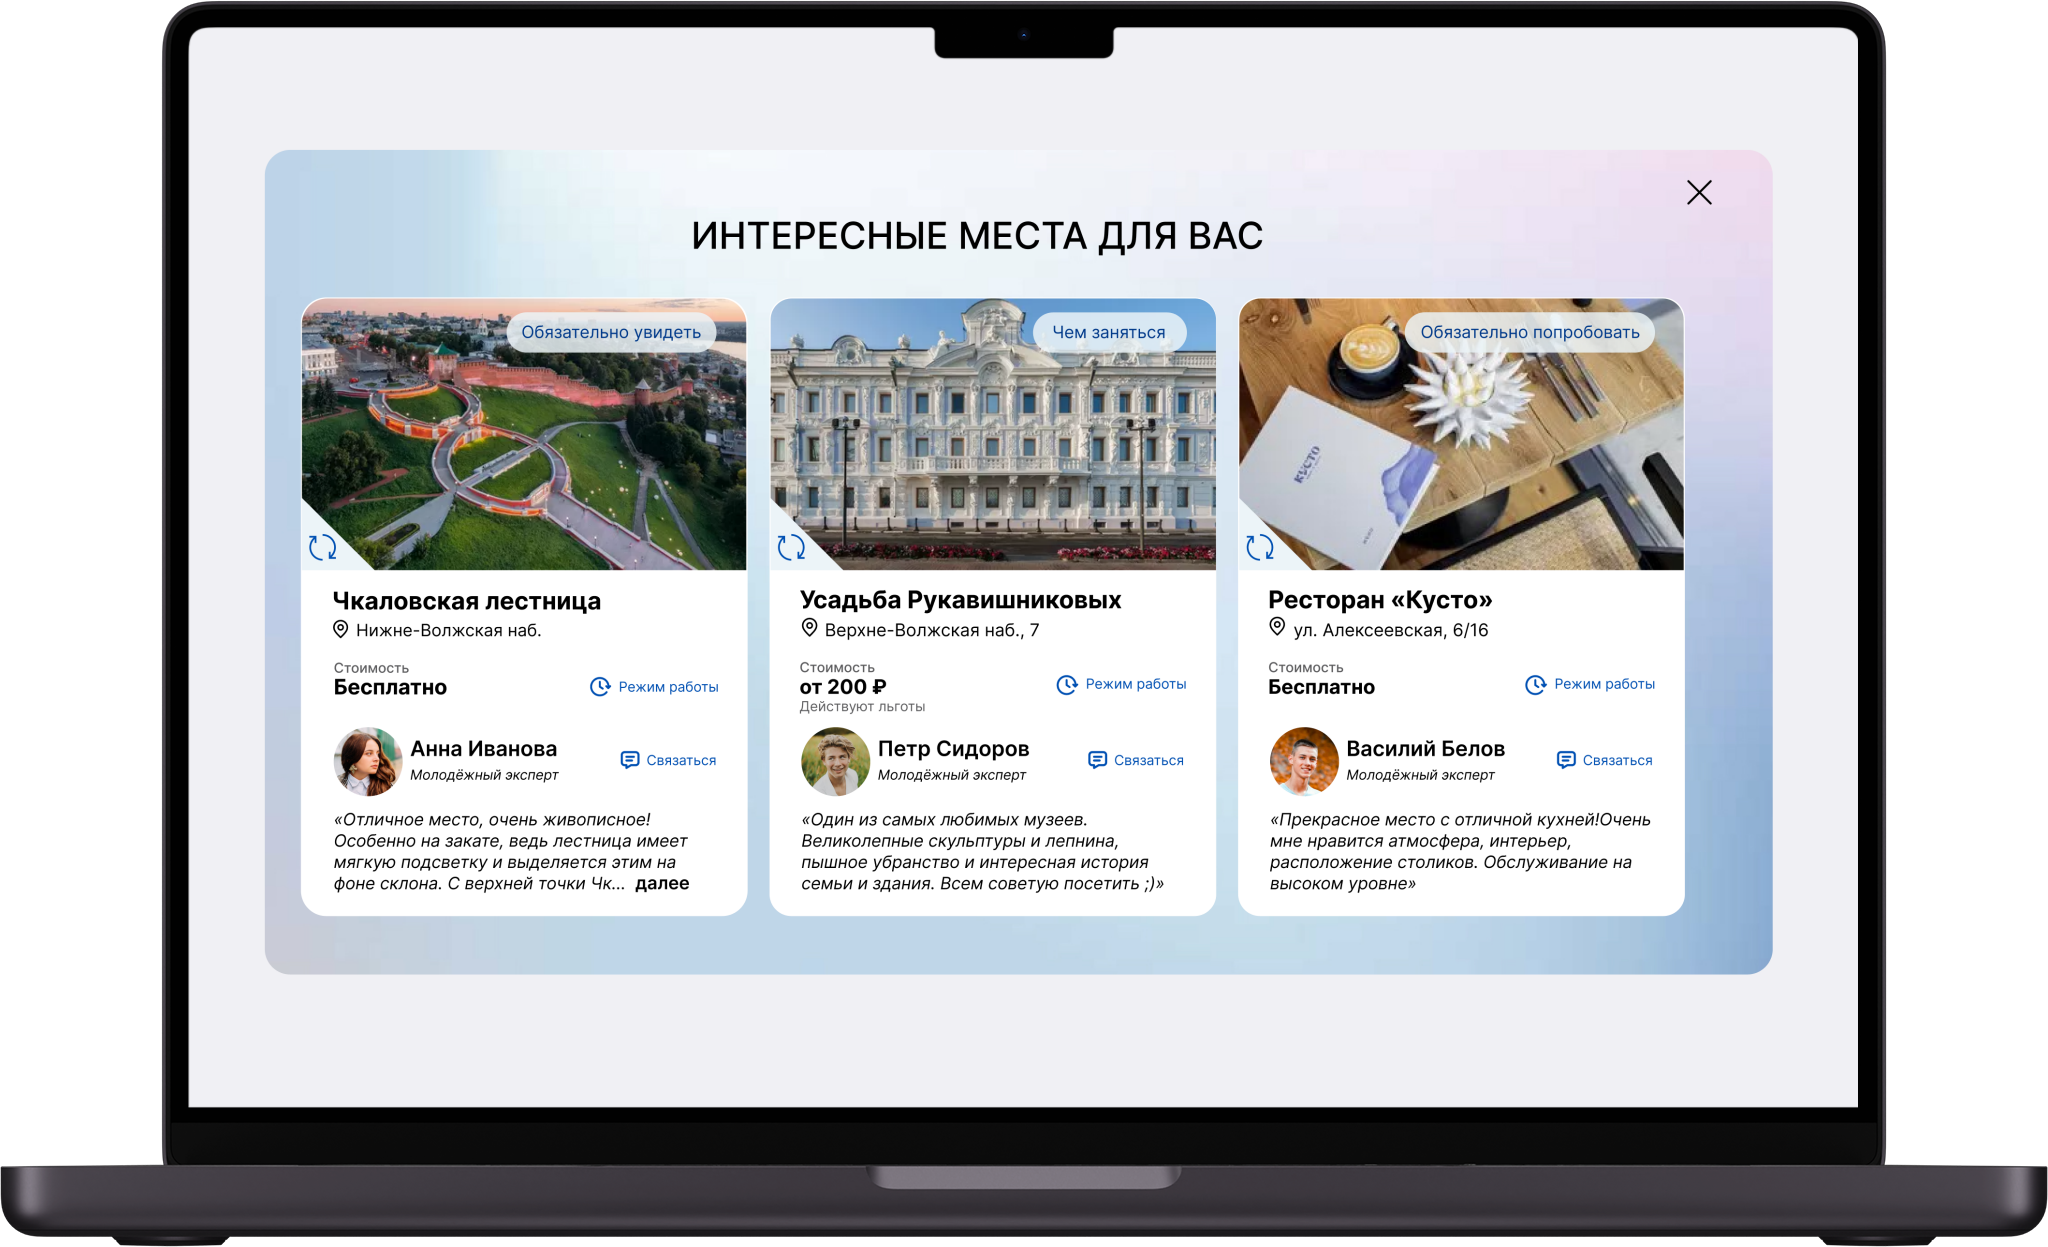 ИНТЕРЕСНЫЕ МЕСТА ДЛЯ ВАС
Обязательно увидеть
Чкаловская лестница
Нижне-Волжская наб.
Стоимость
Бесплатно
Режим работы
Анна Иванова
Молодёжный эксперт
Связаться
«Отличное место, очень живописное!
Особенно на закате, ведь лестница имеет
мягкую подсветку и выделяется этим на
фоне склона. С верхней точки Чк... далее
Чем заняться
Усадьба Рукавишниковых
Верхне-Волжская наб., 7
Стоимость
от 200 ₽
Действуют льготы
Режим работы
Петр Сидоров
Молодёжный эксперт
Связаться
«Один из самых любимых музеев.
Великолепные скульптуры и лепнина,
пышное убранство и интересная история
семьи и здания. Всем советую посетить ;)»
Обязательно попробовать
КУСТО
Ресторан «Кусто»
ул. Алексеевская, 6/16
Стоимость
Бесплатно
Режим работы
Василий Белов
Молодёжный эксперт
Связаться
«Прекрасное место с отличной кухней!Очень
мне нравится атмосфера, интерьер,
расположение столиков. Обслуживание на
высоком уровне»